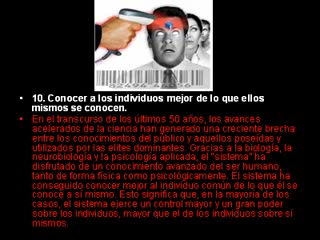 • 10. Conocer a los individuos mejor de lo que ellos
mismos se conocen.
• En el transcurso de los últimos 50 años, los avances
acelerados de la ciencia han generado una creciente brecha
entre los conocimientos del público y aquellos poseídas y
utilizados por las élites dominantes. Gracias a la biología, la
neurobiología y la psicología aplicada, el "sistema" ha
disfrutado de un conocimiento avanzado del ser humano,
tanto de forma física como psicológicamente. El sistema ha
conseguido conocer mejor al individuo común de lo que él se
conoce a sí mismo. Esto significa que, en la mayoría de los
casos, el sistema ejerce un control mayor y un gran poder
sobre los individuos, mayor que el de los individuos sobre sí
mismos.